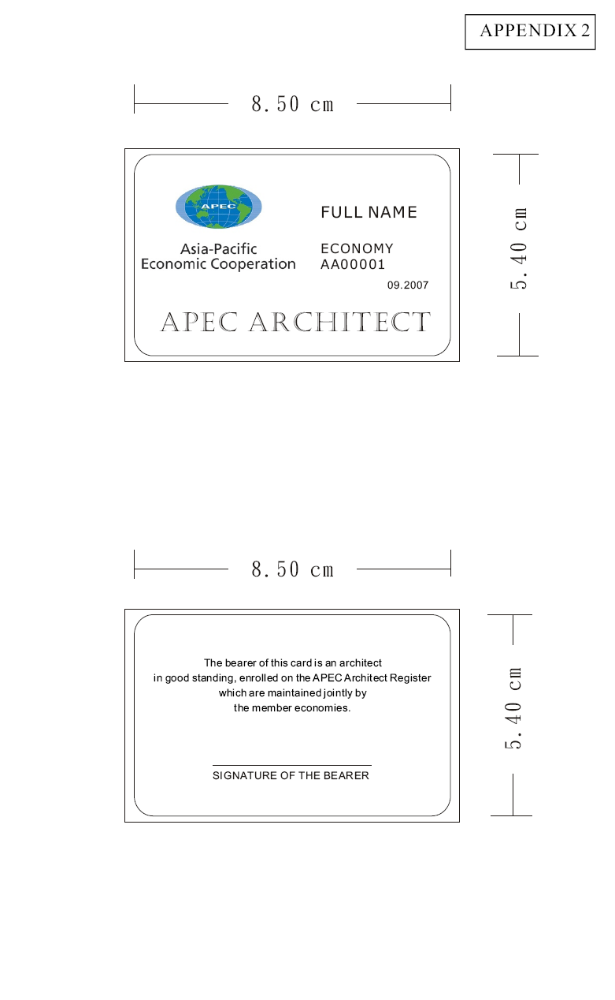 APPENDIX 2
8.50 cm
APEC
Asia-Pacific
Economic Cooperation
FULL NAME
ECONOMY
AA00001
09.2007
APEC ARCHITECT
5.40 cm
8.50 cm
The bearer of this card is an architect
in good standing, enrolled on the APEC Architect Register
which are maintained jointly by
the member economies.
SIGNATURE OF THE BEARER
5.40 cm